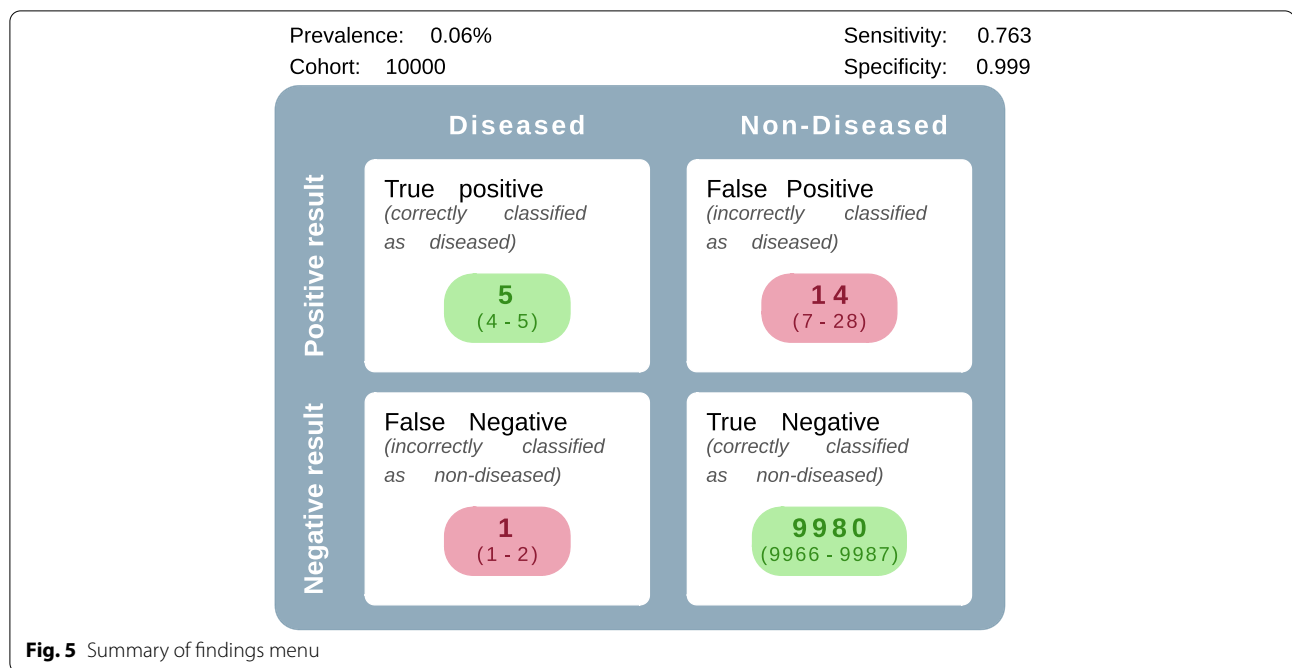 Prevalence: 0.06% Sensitivity: 0.763
Cohort: 10000 Specificity: 0.999
Diseased Non-Diseased
Positive result
True positive
(correctly classified
as diseased)
5
(4 - 5)
False Positive
(incorrectly classified
as diseased)
14
(7 - 28)
Negative result
False Negative
(incorrectly classified
as non-diseased)
1
(1 - 2)
True Negative
(correctly classified
as non-diseased)
9980
(9966 - 9987)
Fig. 5 Summary of findings menu